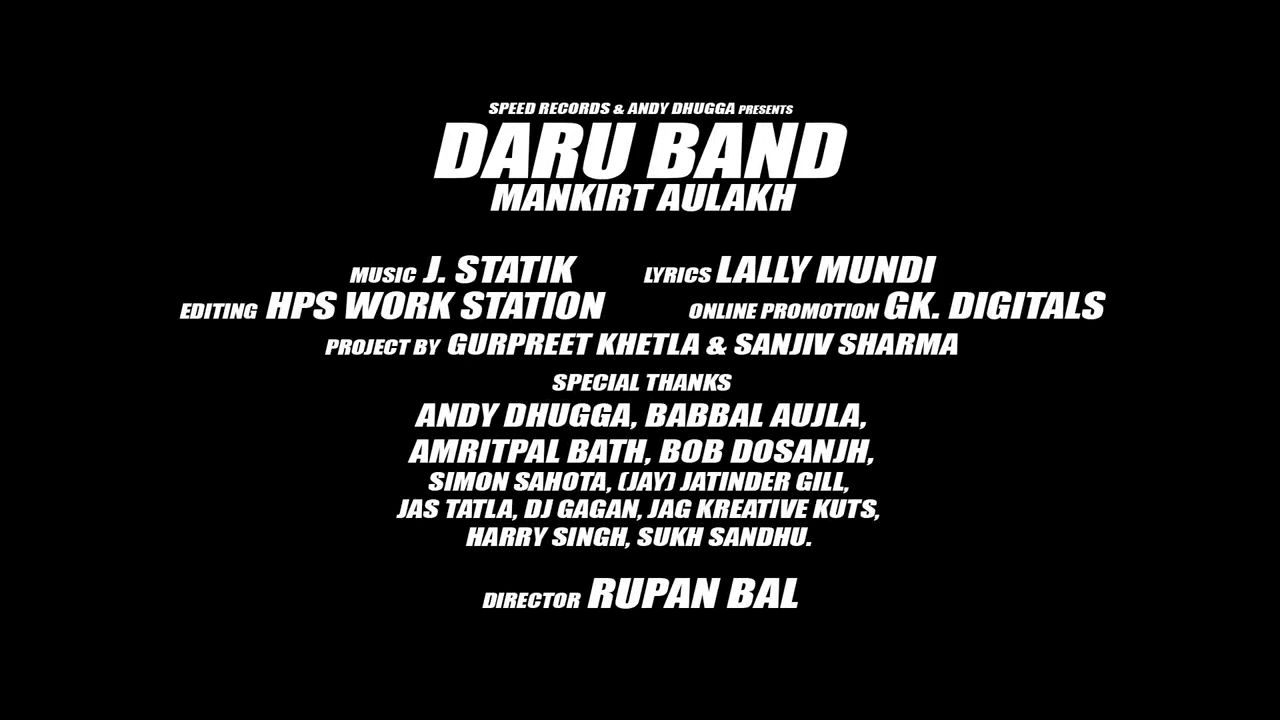 SPEED RECORDS & ANDY DHUGGA PRESENTS
DARU BAND
MANKIRT AULAKH
MUSIC J. STATIK LYRICS LALLY MUNDI
EDITING HPS WORK STATION ONLINE PROMOTION GK. DIGITALS
PROJECT BY GURPREET KHETLA & SANJIV SHARMA
SPECIAL THANKS
ANDY DHUGGA, BABBAL AUJLA,
AMRITPAL BATH, BOB DOSANJH,
SIMON SAHOTA, (JAY) JATINDER GILL,
JAS TATLA, DJ GAGAN, JAG KREATIVE KUTS,
HARRY SINGH, SUKH SANDHU.
DIRECTOR RUPAN BAL